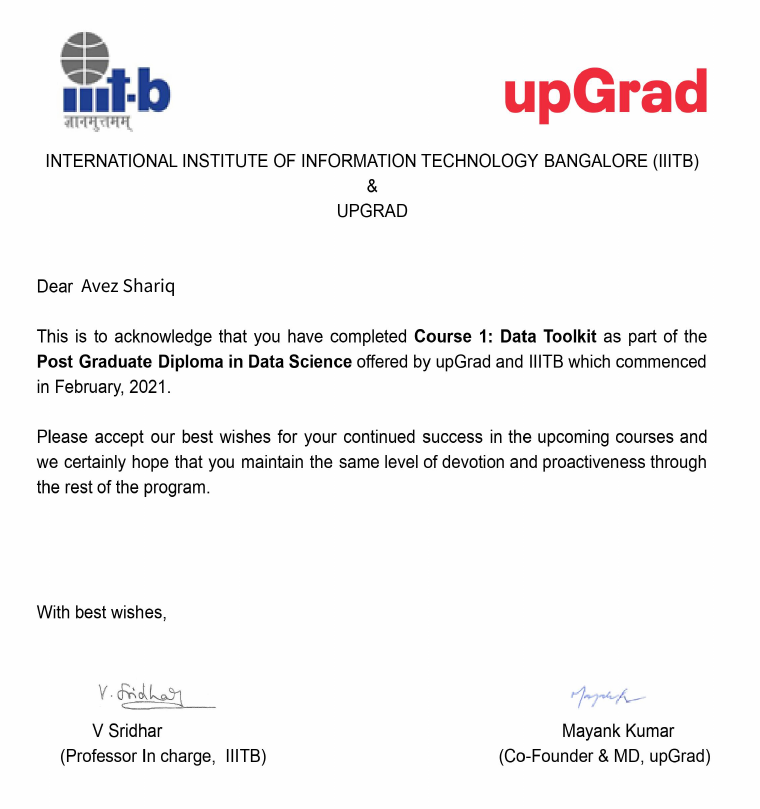 iiit-b
ज्ञानमुत्तमम्
upGrad
INTERNATIONAL INSTITUTE OF INFORMATION TECHNOLOGY BANGALORE (IIITB)
&
UPGRAD
Dear Avez Shariq
This is to acknowledge that you have completed Course 1: Data Toolkit as part of the
Post Graduate Diploma in Data Science offered by upGrad and IIITB which commenced
in February, 2021.
Please accept our best wishes for your continued success in the upcoming courses and
we certainly hope that you maintain the same level of devotion and proactiveness through
the rest of the program.
With best wishes,
V. Sridhar
V Sridhar
Mayank Kumar
(Professor In charge, IIITB)
(Co-Founder & MD, upGrad)